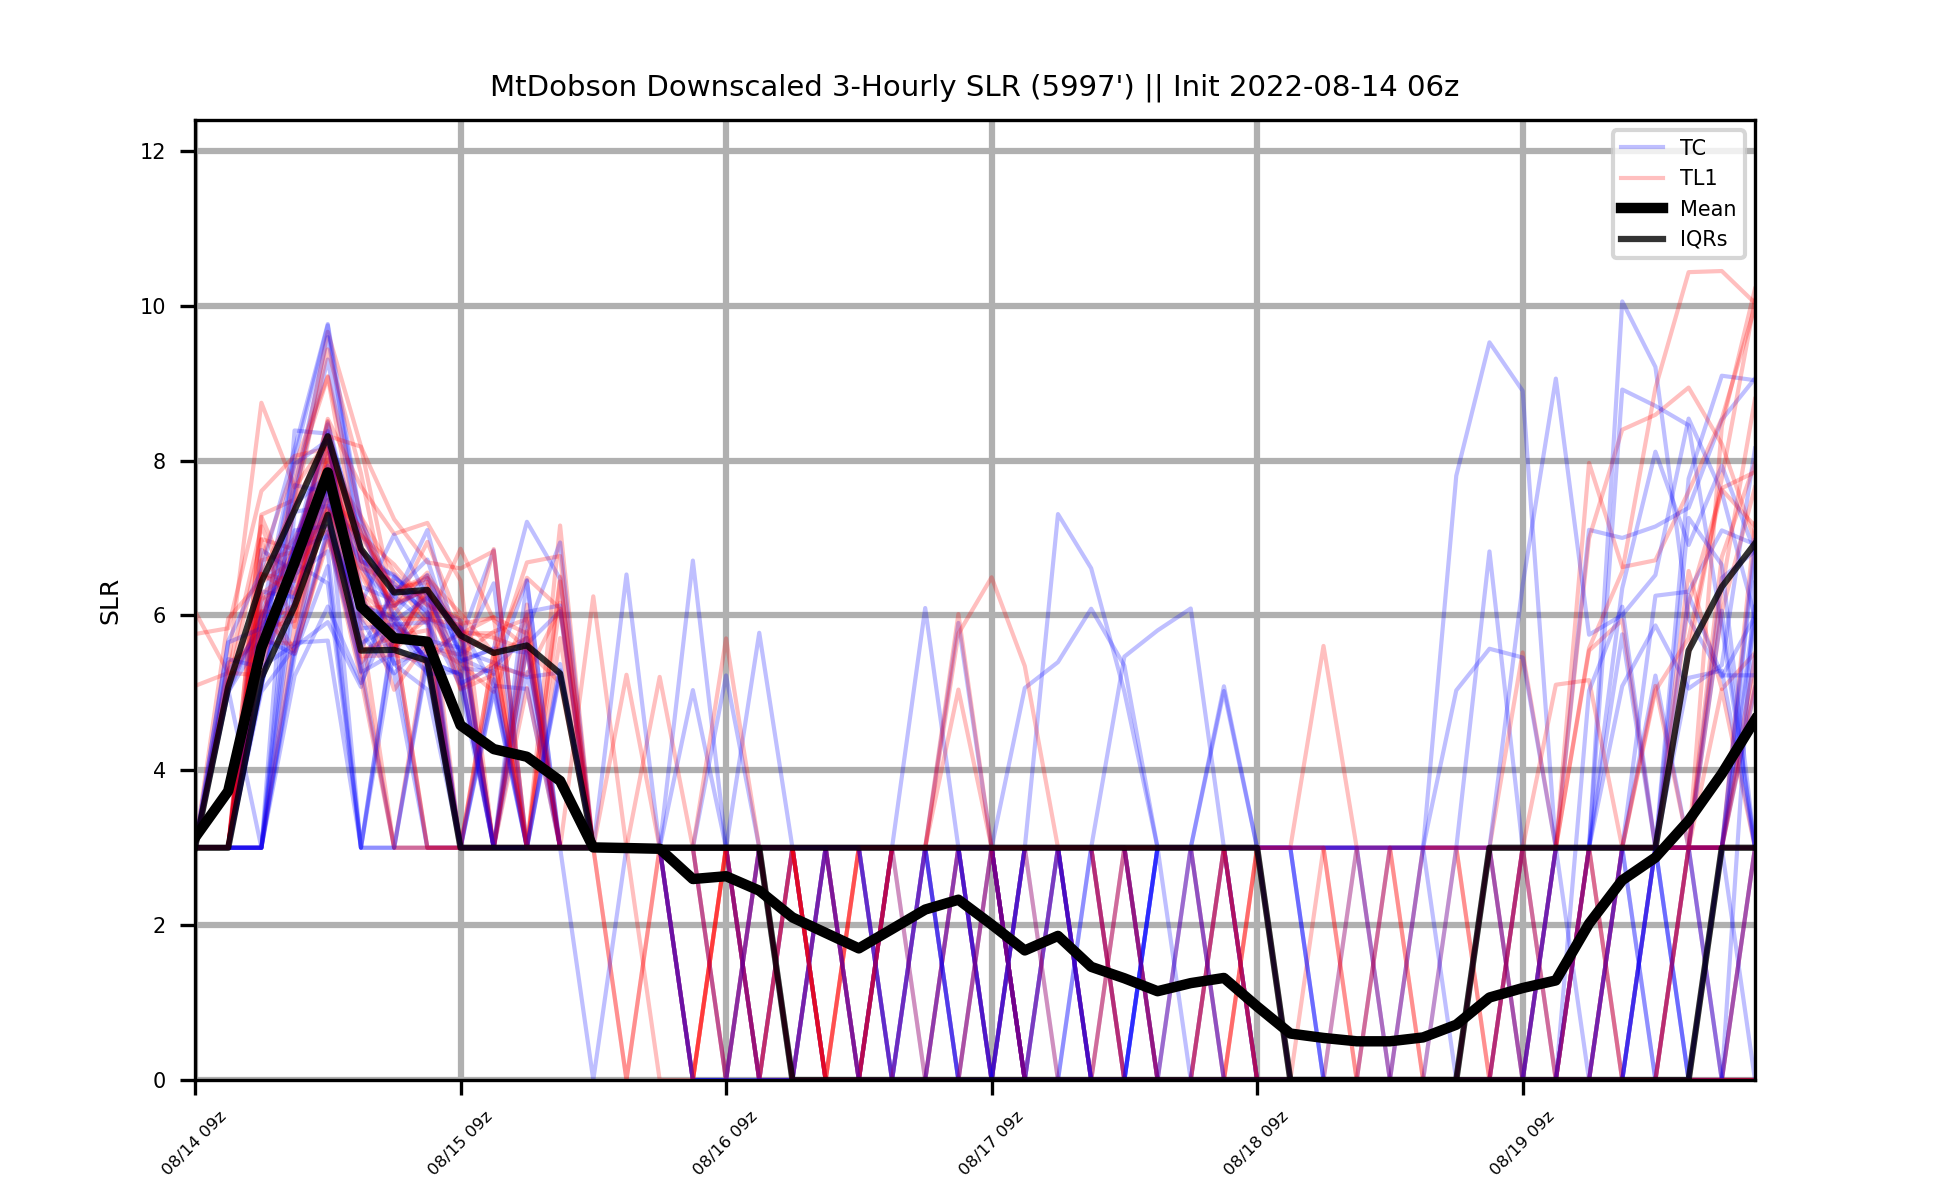 MtDobson Downscaled 3-Hourly SLR (5997') || Init 2022-08-14 06z
TC
TL1
Mean
IQRs
SLR
12
10
8
6
4
2
0
08/14 09z
08/15 09z
08/16 09z
08/17 09z
08/18 09z
08/19 09z